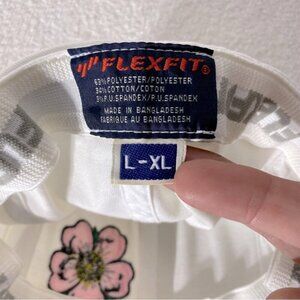 FLEXFIT®
63% POLYESTER/POLYESTER
34% COTTON/COTON
3% P.U.SPANDEX/P.U.SPANDEX
MADE IN BANGLADESH
FABRIQUE AU BANGLADESH
L-XL